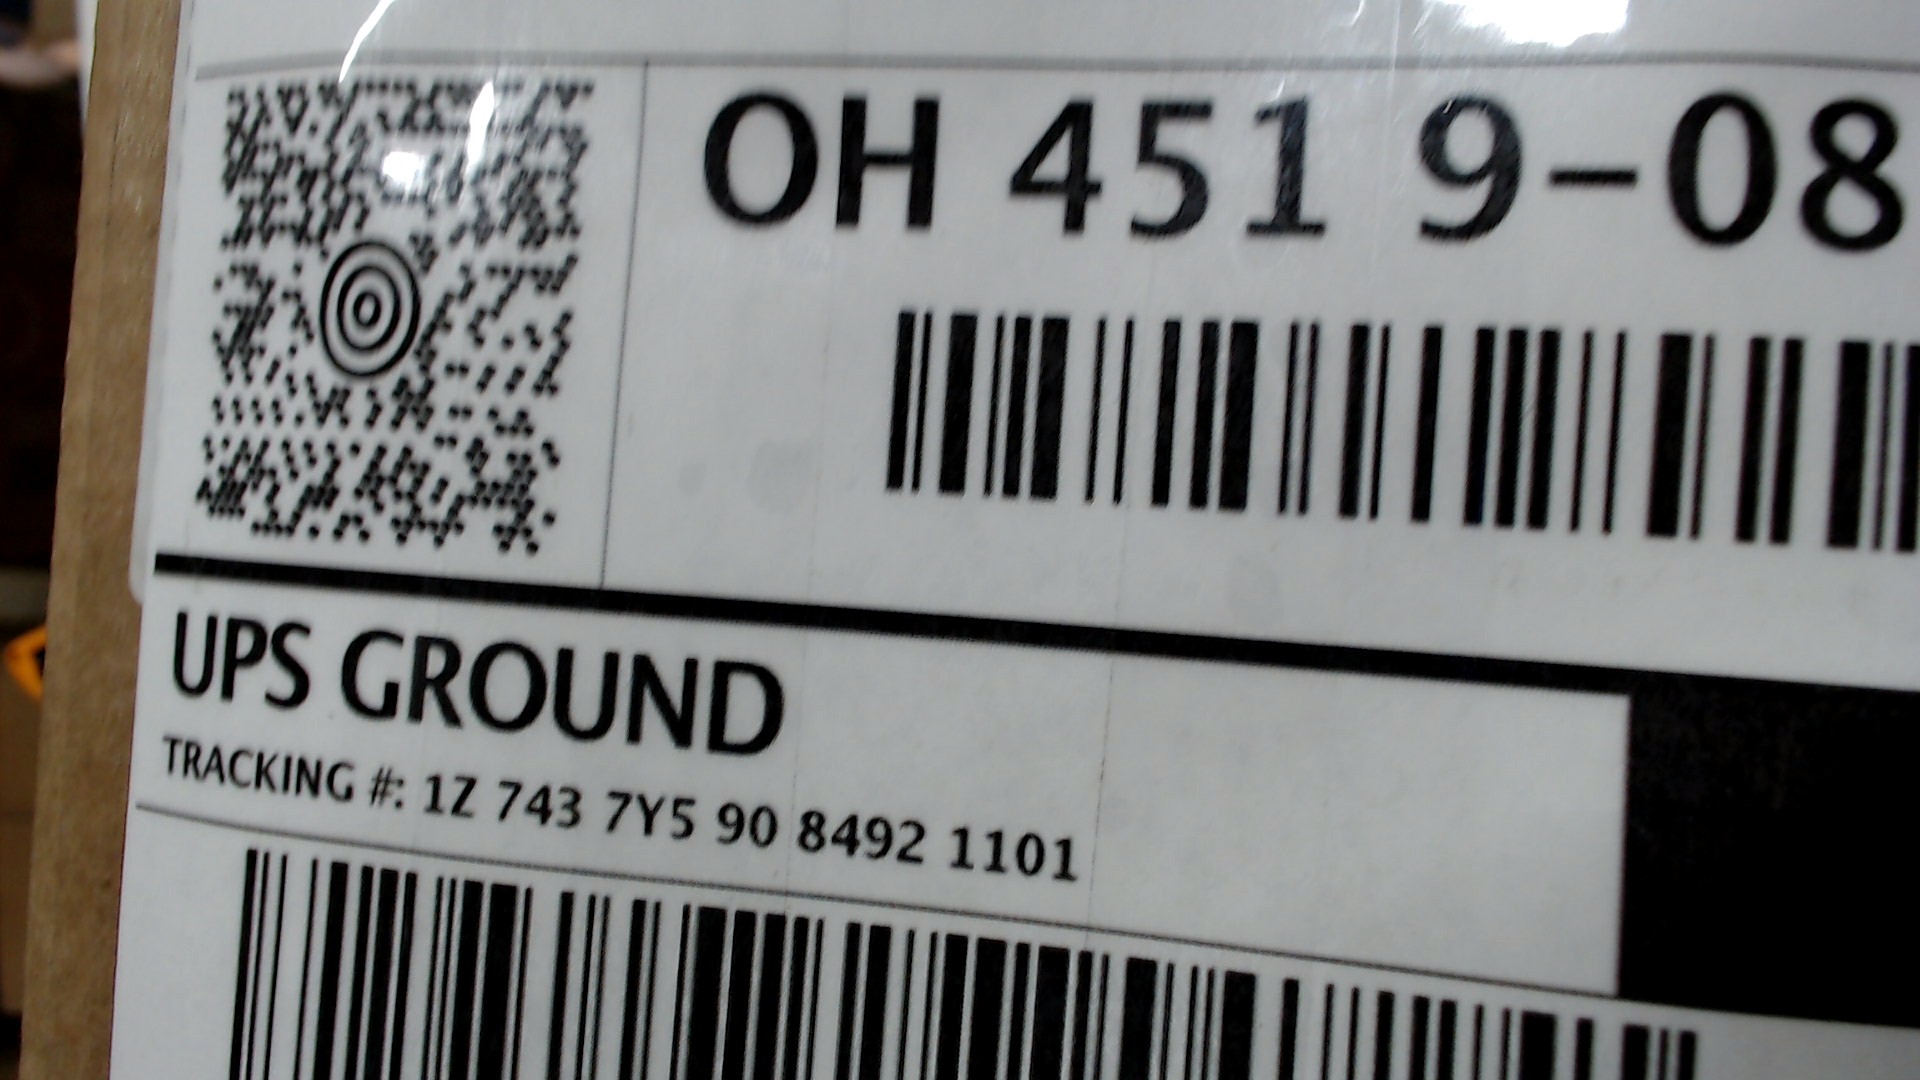 OH 451 9-08
UPS GROUND
TRACKING #: 1Z 743 7Y5 90 8492 1101